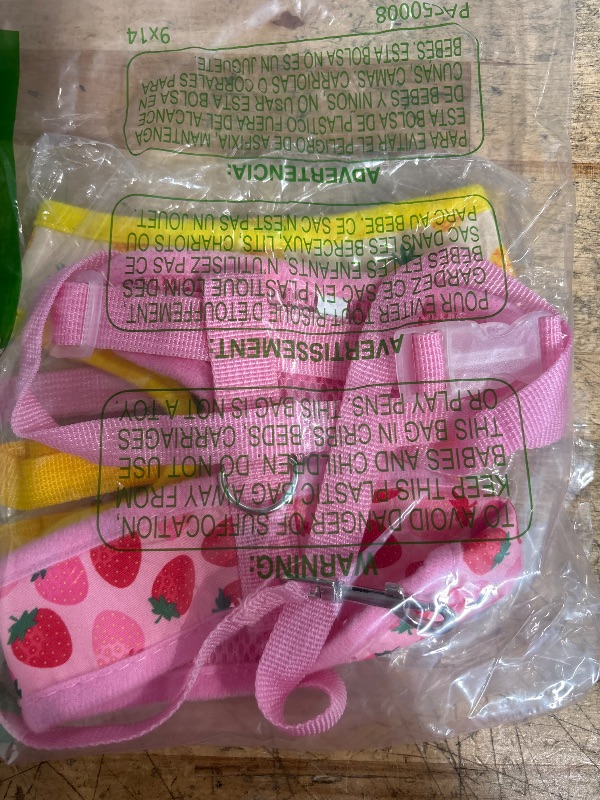 WARNING:
TO AVOID DANGER OF SUFFOCATION,
KEEP THIS PLASTIC BAG AWAY FROM
BABIES AND CHILDREN. DO NOT USE
THIS BAG IN CRIBS, BEDS, CARRIAGES
OR PLAY PENS. THIS BAG IS NOT A TOY
AVERTISSEMENT:
POUR EVITER TOUT RISQUE D'ETOUFFEMENT
GARDEZ CE SAC EN PLASTIQUE LOIN DES
BEBES ET LES ENFANTS. N'UTILISEZ PAS CE
SAC DANS LES BERCEAUX, LITS, CHARIOTS OU
PARC AU BEBE. CE SAC N'EST PAS UN JOUET
ADVERTENCIA:
PARA EVITAR EL PELIGRO DE ASFIXIA, MANTENGA
ESTA BOLSA DE PLASTICO FUERA DEL ALCANCE
DE BEBES Y NINOS. NO USAR ESTA BOLSA EN
CUNAS, CAMAS, CARRIOLAS O CORRALES PARA
BEBES. ESTA BOLSA NO ES UN JUGUETE
PAC50008
9x14